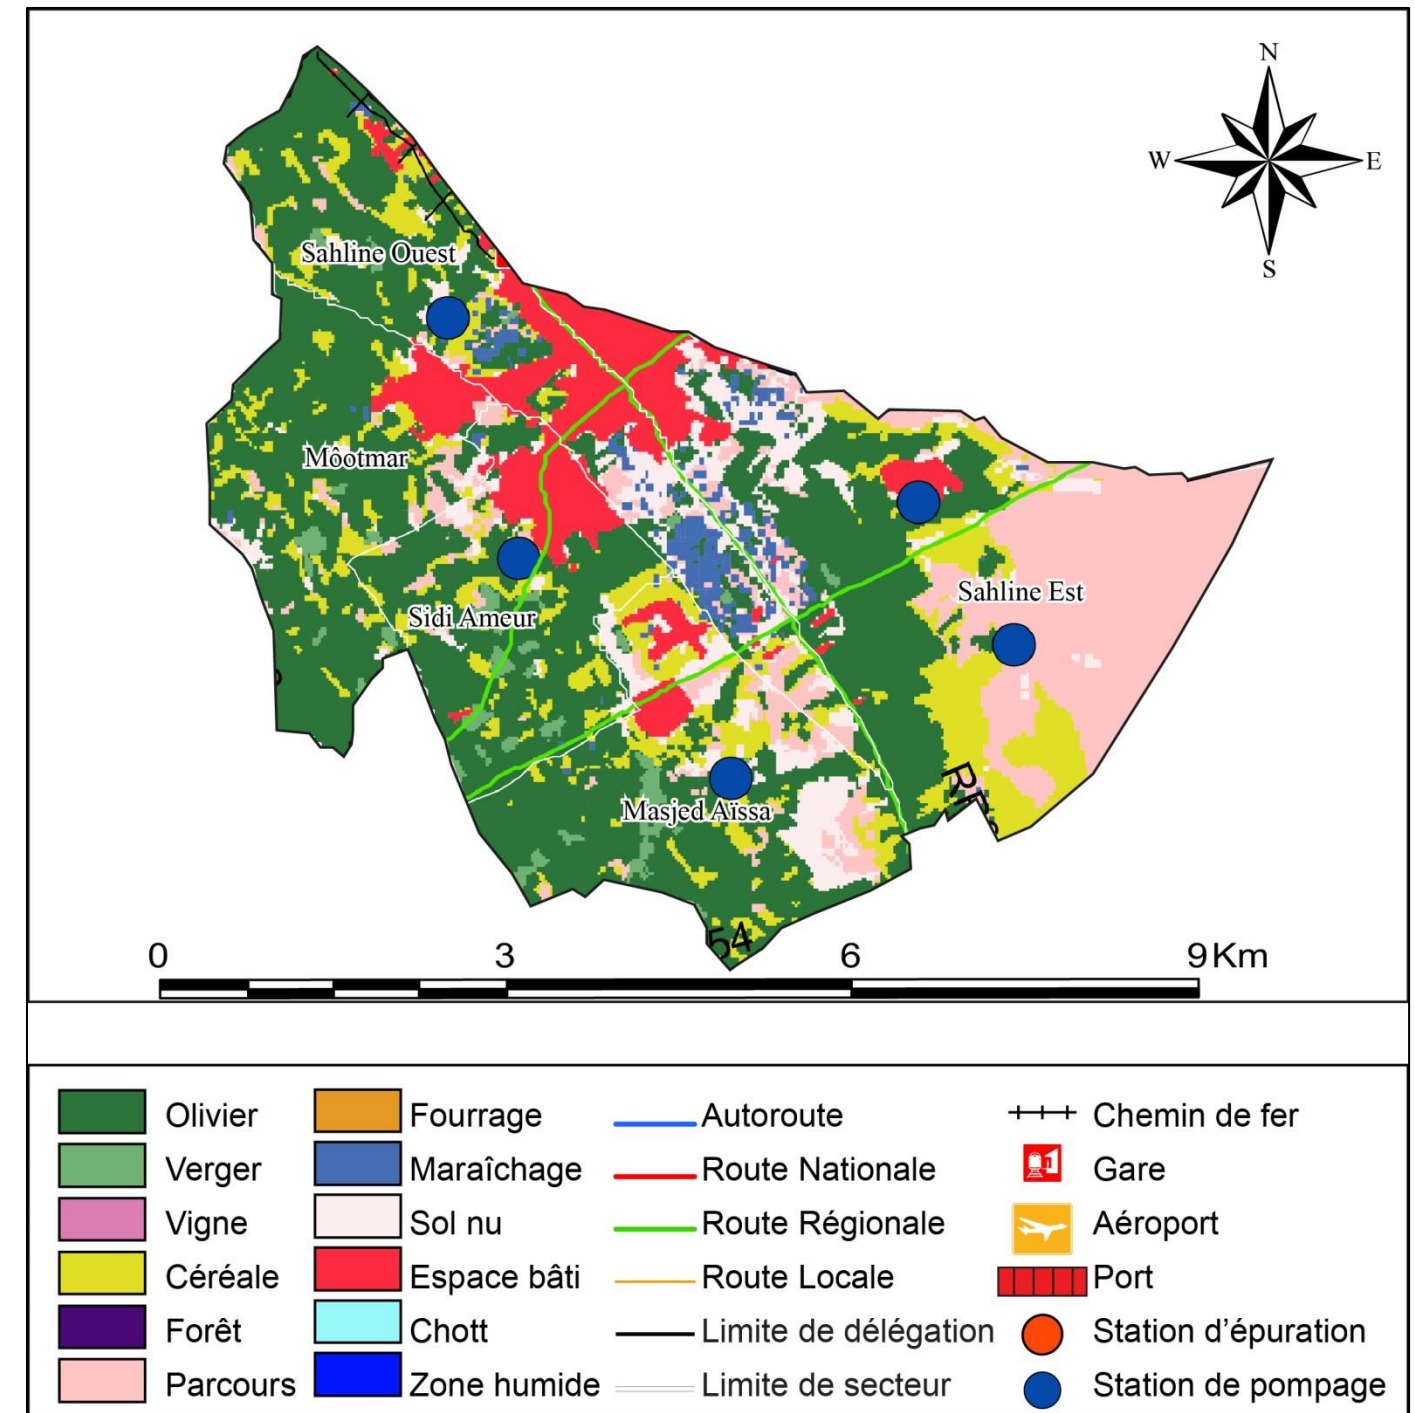 N
W E
S
Sahline Ouest
Môotmar
Sahline Est
Sidi Ameur
Masjed Aïssa
54
0 3 6 9 Km
Olivier Fourrage Autoroute Chemin de fer
Verger Maraîchage Route Nationale Gare
Vigne Sol nu Route Régionale Aéroport
Céréale Espace bâti Route Locale Port
Forêt Chott Limite de délégation Station d’épuration
Parcours Zone humide Limite de secteur Station de pompage